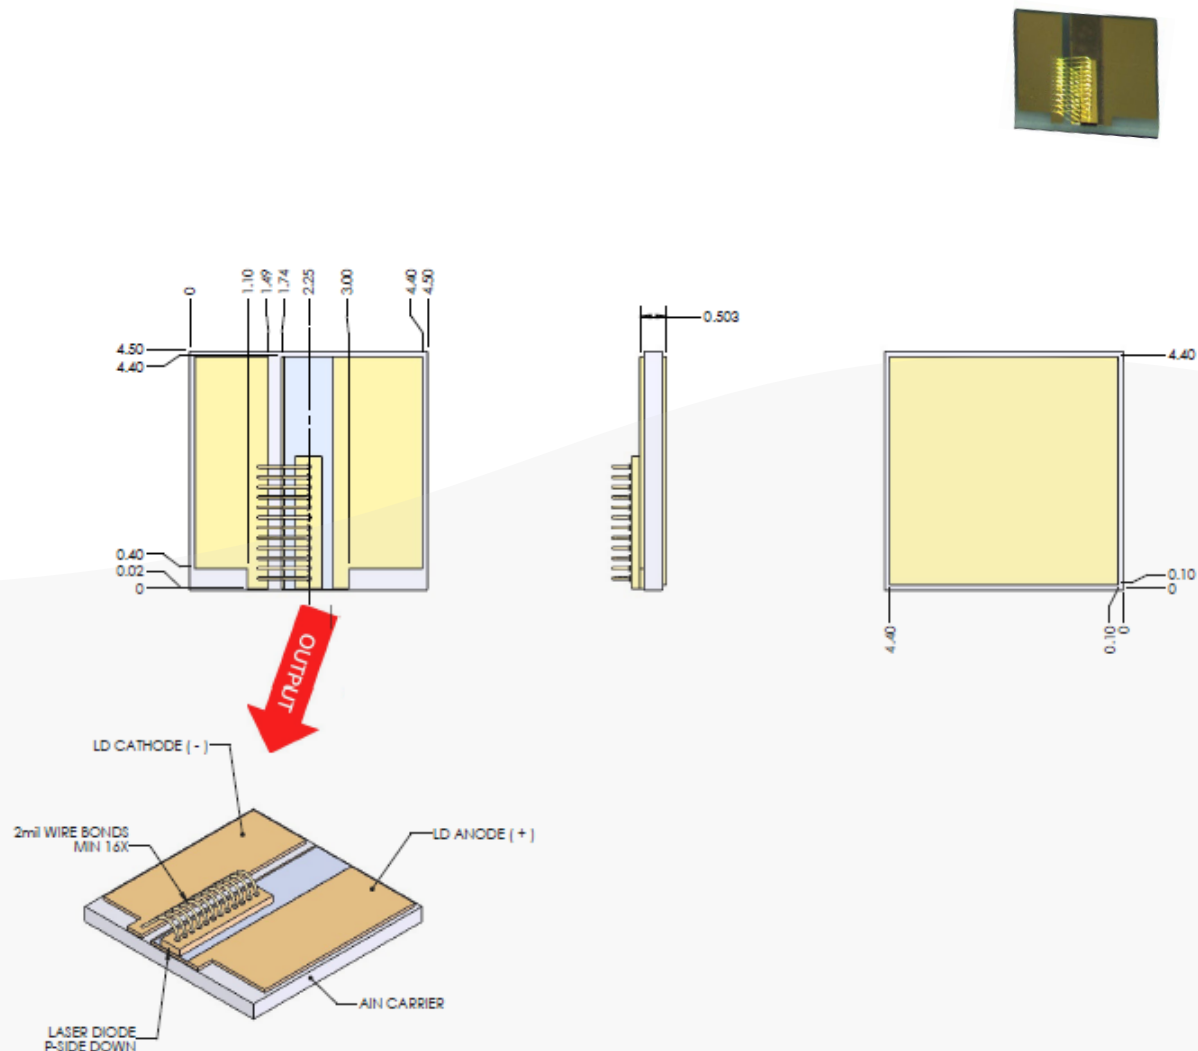 0
1.10
1.49
1.74
2.25
3.00
4.40
4.50
4.50
4.40
0.40
0.02
0
0.503
4.40
0.10
0
4.40
0.10
0
OUTPUT
LD CATHODE ( - )
2mil WIRE BONDS
MIN 16X
LD ANODE ( + )
AlN CARRIER
LASER DIODE
P-SIDE DOWN